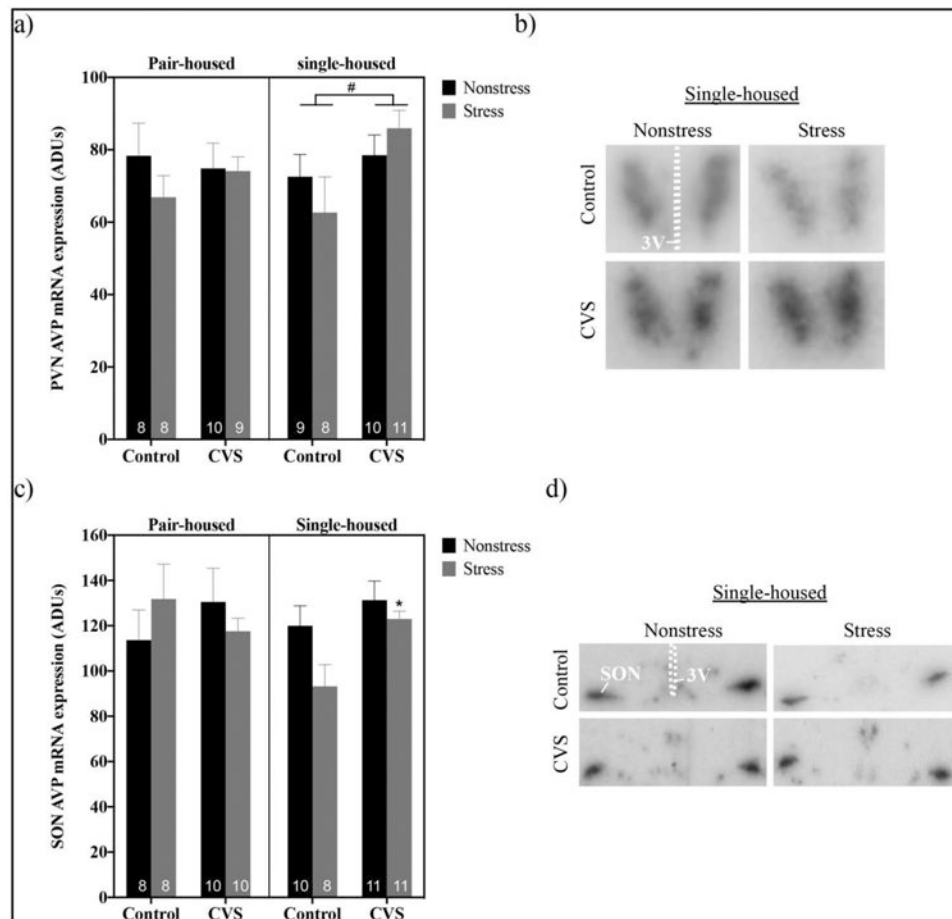 a)
Pair-housed
single-housed
#
Nonstress
Stress
PVN AVP mRNA expression (ADUs)
100
80
60
40
20
0
8 8 10 9 9 8 10 11
Control CVS Control CVS
b)
Single-housed
Nonstress Stress
Control
3V
CVS
c)
Pair-housed
Single-housed
Nonstress
Stress
SON AVP mRNA expression (ADUs)
160
140
120
100
80
60
40
20
0
*
8 8 10 10 10 8 11 11
Control CVS Control CVS
d)
Single-housed
Nonstress Stress
Control
SON
3V
CVS